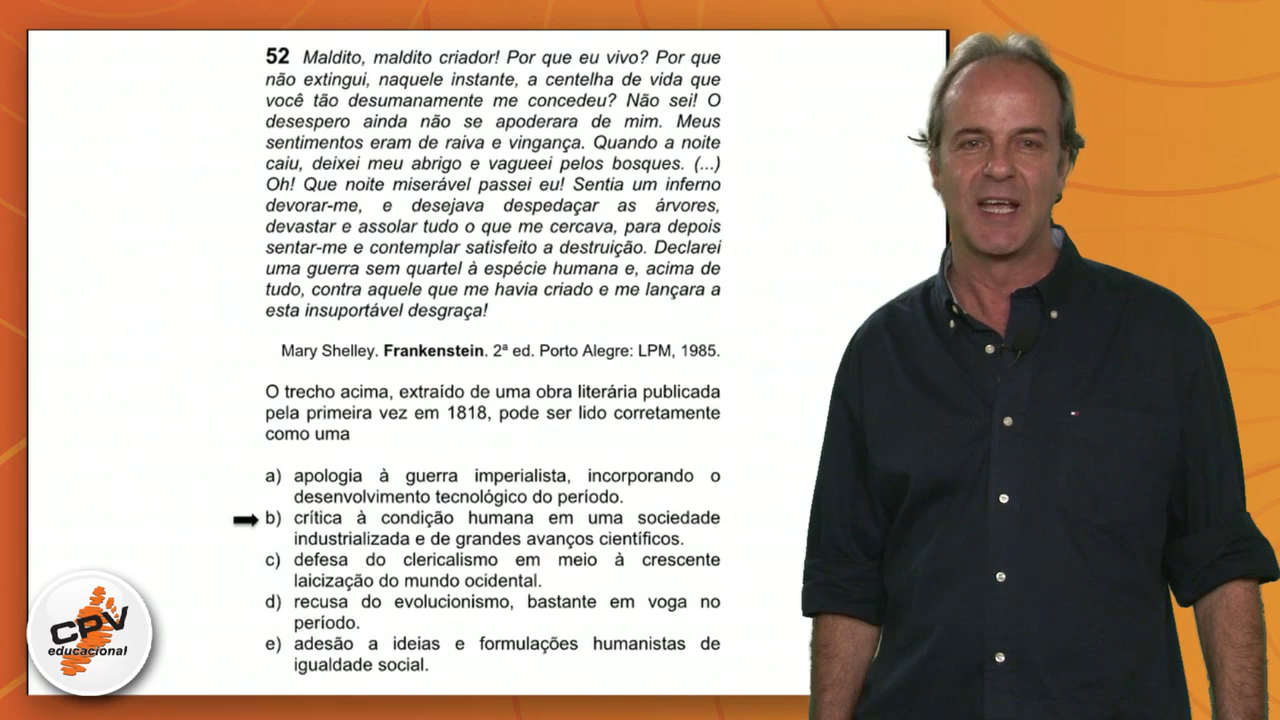 52 Maldito, maldito criador! Por que eu vivo? Por que
não extingui, naquele instante, a centelha de vida que
você tão desumanamente me concedeu? Não sei! O
desespero ainda não se apoderara de mim. Meus
sentimentos eram de raiva e vingança. Quando a noite
caiu, deixei meu abrigo e vagueei pelos bosques. (...)
Oh! Que noite miserável passei eu! Sentia um inferno
devorar-me, e desejava despedaçar as árvores,
devastar e assolar tudo o que me cercava, para depois
sentar-me e contemplar satisfeito a destruição. Declarei
uma guerra sem quartel à espécie humana e, acima de
tudo, contra aquele que me havia criado e me lançara a
esta insuportável desgraça!
Mary Shelley. Frankenstein. 2ª ed. Porto Alegre: LPM, 1985.
O trecho acima, extraído de uma obra literária publicada
pela primeira vez em 1818, pode ser lido corretamente
como uma
a) apologia à guerra imperialista, incorporando o
desenvolvimento tecnológico do período.
b) crítica à condição humana em uma sociedade
industrializada e de grandes avanços científicos.
c) defesa do clericalismo em meio à crescente
laicização do mundo ocidental.
d) recusa do evolucionismo, bastante em voga no
período.
e) adesão a ideias e formulações humanistas de
igualdade social.
CPV
educacional